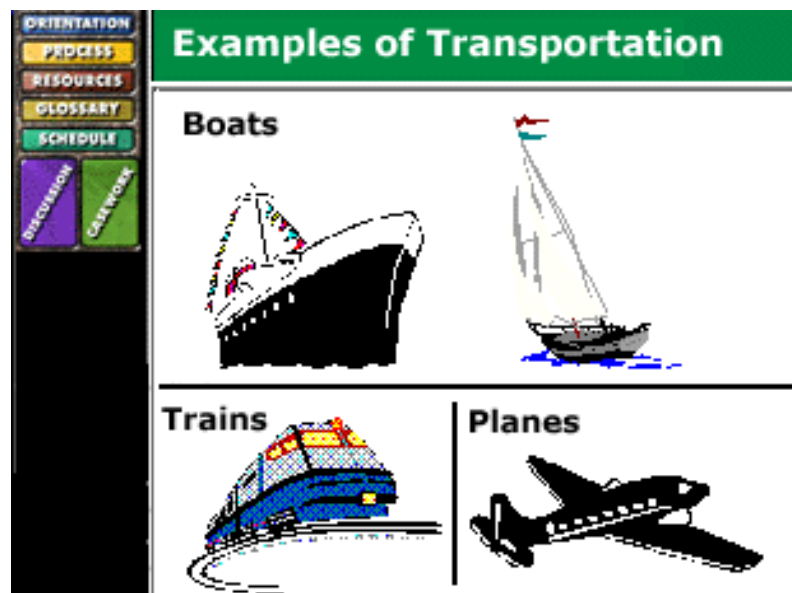 ORIENTATION
PROCESS
RESOURCES
GLOSSARY
SCHEDULE
DISCUSSION
CASEWORK
Examples of Transportation
Boats
Trains
Planes